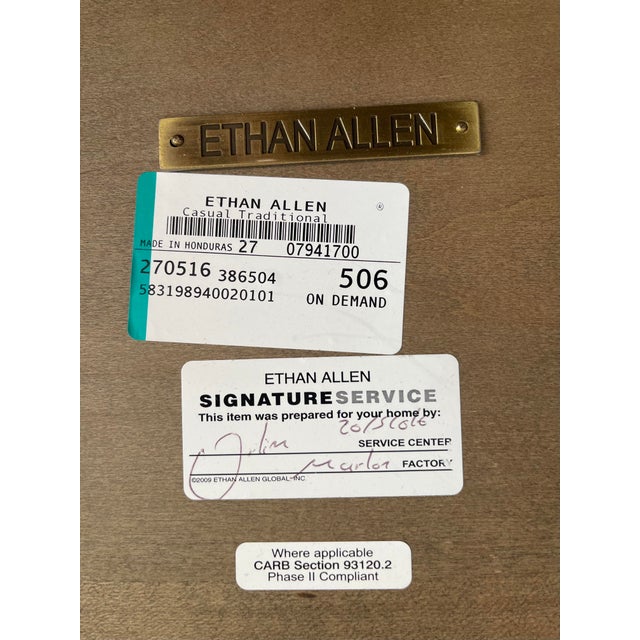 ETHAN ALLEN
ETHAN ALLEN ®
Casual Traditional
MADE IN HONDURAS 27 07941700
270516 386504 506
583198940020101 ON DEMAND
ETHAN ALLEN
SIGNATURESERVICE
This item was prepared for your home by:
SERVICE CENTER
Marlon FACTORY
©2009 ETHAN ALLEN GLOBAL, INC.
Where applicable
CARB Section 93120.2
Phase II Compliant